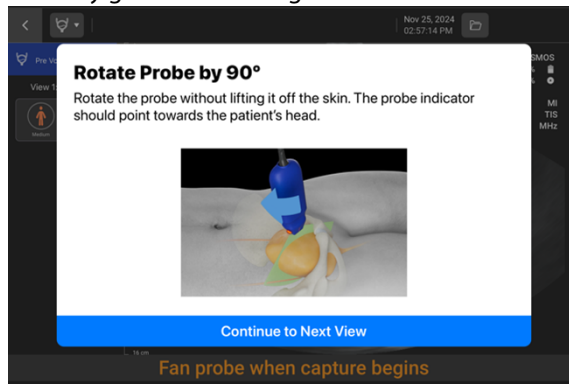 Nov 25, 2024
02:57:14 PM
Pre Vo
SMOS
%
%
View 1:
MI
TIS
MHz
Medium
Rotate Probe by 90°
Rotate the probe without lifting it off the skin. The probe indicator
should point towards the patient's head.
Continue to Next View
16 cm
Fan probe when capture begins